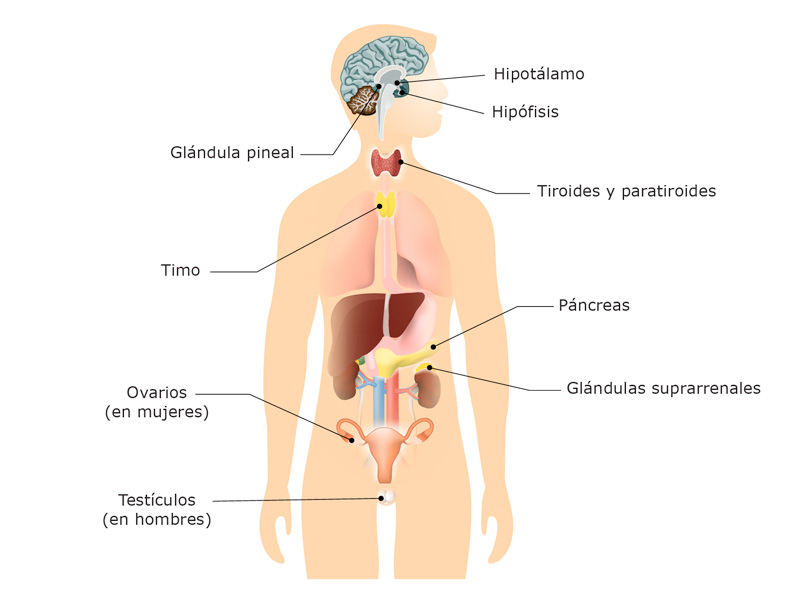 Hipotálamo
Hipófisis
Glándula pineal
Tiroides y paratiroides
Timo
Páncreas
Glándulas suprarrenales
Ovarios
(en mujeres)
Testículos
(en hombres)